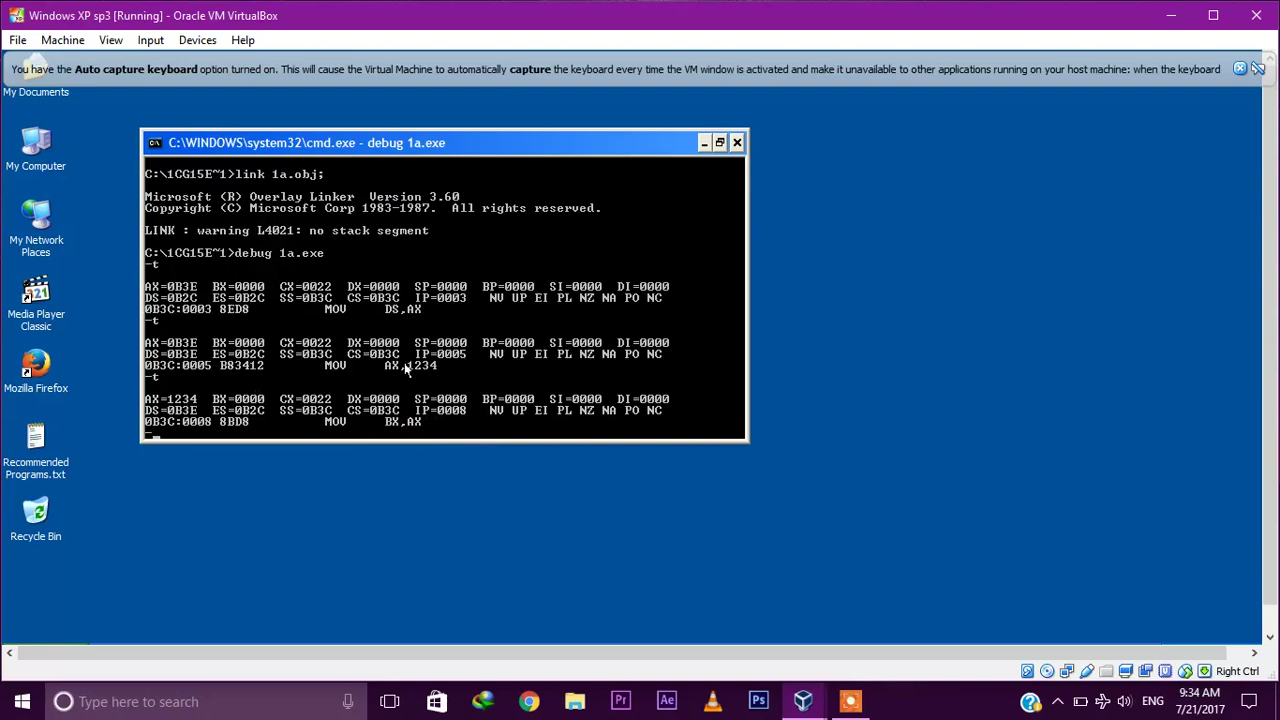 Windows XP sp3 [Running] - Oracle VM VirtualBox
File Machine View Input Devices Help
You have the Auto capture keyboard option turned on. This will cause the Virtual Machine to automatically capture the keyboard every time the VM window is activated and make it unavailable to other applications running on your host machine: when the keyboard
My Documents
My Computer
My Network
Places
Media Player
Classic
Mozilla Firefox
Recommended
Programs.txt
Recycle Bin
C:\WINDOWS\system32\cmd.exe - debug 1a.exe
C:\1CG15E~1>link 1a.obj;
Microsoft (R) Overlay Linker  Version 3.60
Copyright (C) Microsoft Corp 1983-1987.  All rights reserved.
LINK : warning L4021: no stack segment
C:\1CG15E~1>debug 1a.exe
-t
AX=0B3E  BX=0000  CX=0022  DX=0000  SP=0000  BP=0000  SI=0000  DI=0000
DS=0B2C  ES=0B2C  SS=0B3C  CS=0B3C  IP=0003   NV UP EI PL NZ NA PO NC
0B3C:0003 8ED8          MOV     DS,AX
-t
AX=0B3E  BX=0000  CX=0022  DX=0000  SP=0000  BP=0000  SI=0000  DI=0000
DS=0B3E  ES=0B2C  SS=0B3C  CS=0B3C  IP=0005   NV UP EI PL NZ NA PO NC
0B3C:0005 B83412        MOV     AX,1234
-t
AX=1234  BX=0000  CX=0022  DX=0000  SP=0000  BP=0000  SI=0000  DI=0000
DS=0B3E  ES=0B2C  SS=0B3C  CS=0B3C  IP=0008   NV UP EI PL NZ NA PO NC
0B3C:0008 8BD8          MOV     BX,AX
-
Right Ctrl
Type here to search
Pr
Ae
Ps
ENG
9:34 AM
7/21/2017